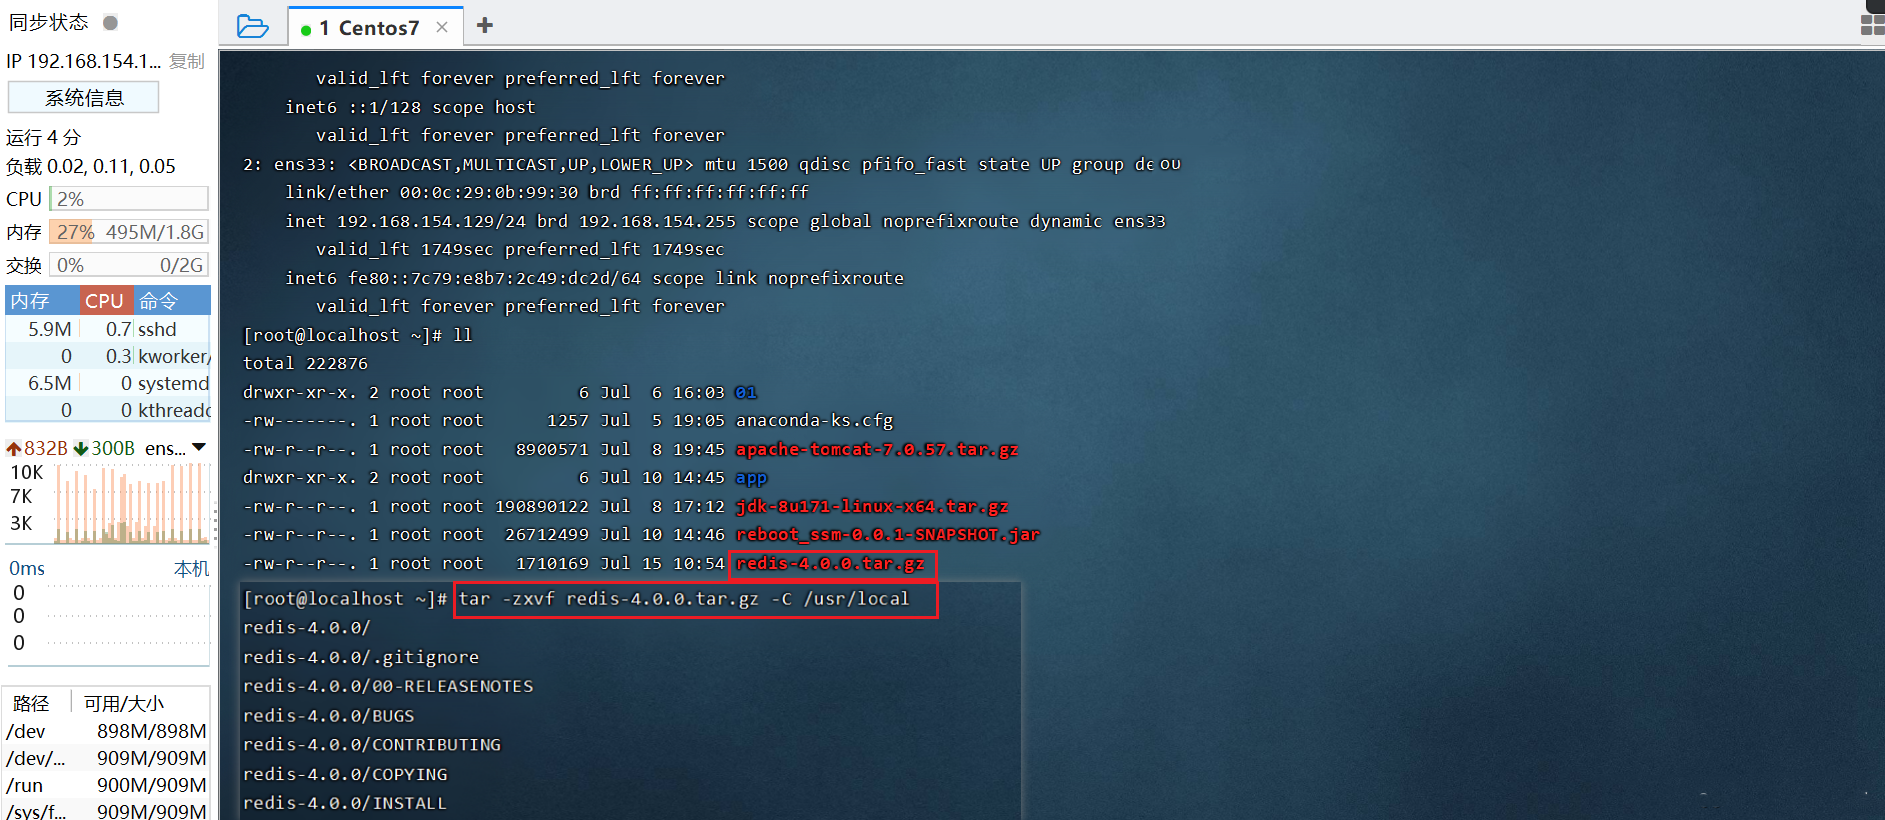 同步状态
IP 192.168.154.1... 复制
系统信息
运行 4 分
负载 0.02, 0.11, 0.05
CPU 2%
内存 27% 495M/1.8G
交换 0% 0/2G
内存 CPU 命令
5.9M 0.7 sshd
0 0.3 kworker/
6.5M 0 systemd
0 0 kthreadd
832B 300B ens...
10K
7K
3K
0ms 本机
0
0
0
路径 可用/大小
/dev 898M/898M
/dev/... 909M/909M
/run 900M/909M
/sys/f... 909M/909M
1 Centos7
valid_lft forever preferred_lft forever
inet6 ::1/128 scope host
valid_lft forever preferred_lft forever
2: ens33: <BROADCAST,MULTICAST,UP,LOWER_UP> mtu 1500 qdisc pfifo_fast state UP group
link/ether 00:0c:29:0b:99:30 brd ff:ff:ff:ff:ff:ff
inet 192.168.154.129/24 brd 192.168.154.255 scope global noprefixroute dynamic ens33
valid_lft 1749sec preferred_lft 1749sec
inet6 fe80::7c79:e8b7:2c49:dc2d/64 scope link noprefixroute
valid_lft forever preferred_lft forever
[root@localhost ~]# ll
total 222876
drwxr-xr-x. 2 root root 6 Jul 6 16:03 01
-rw-------. 1 root root 1257 Jul 5 19:05 anaconda-ks.cfg
-rw-r--r--. 1 root root 8900571 Jul 8 19:45 apache-tomcat-7.0.57.tar.gz
drwxr-xr-x. 2 root root 6 Jul 10 14:45 app
-rw-r--r--. 1 root root 190890122 Jul 8 17:12 jdk-8u171-linux-x64.tar.gz
-rw-r--r--. 1 root root 26712499 Jul 10 14:46 reboot_ssm-0.0.1-SNAPSHOT.jar
-rw-r--r--. 1 root root 1710169 Jul 15 10:54 redis-4.0.0.tar.gz
[root@localhost ~]# tar -zxvf redis-4.0.0.tar.gz -C /usr/local
redis-4.0.0/
redis-4.0.0/.gitignore
redis-4.0.0/00-RELEASENOTES
redis-4.0.0/BUGS
redis-4.0.0/CONTRIBUTING
redis-4.0.0/COPYING
redis-4.0.0/INSTALL